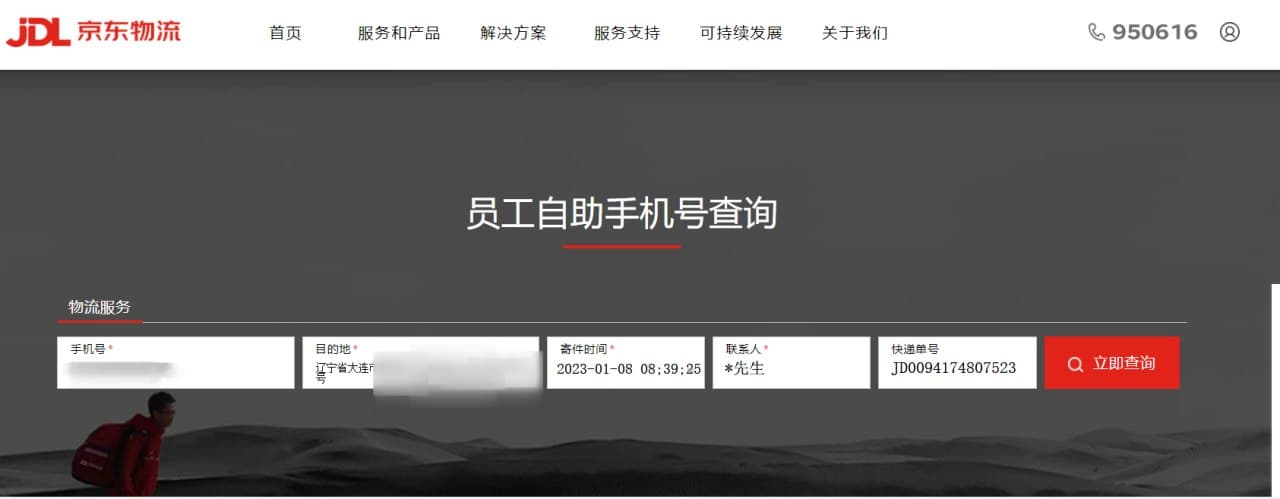 JDL 京东物流
首页 服务和产品 解决方案 服务支持 可持续发展 关于我们 950616
员工自助手机号查询
物流服务
手机号* 目的地* 寄件时间* 联系人* 快递单号
辽宁省大连市
号
2023-01-08 08;39;25 *先生 JD0094174807523 立即查询